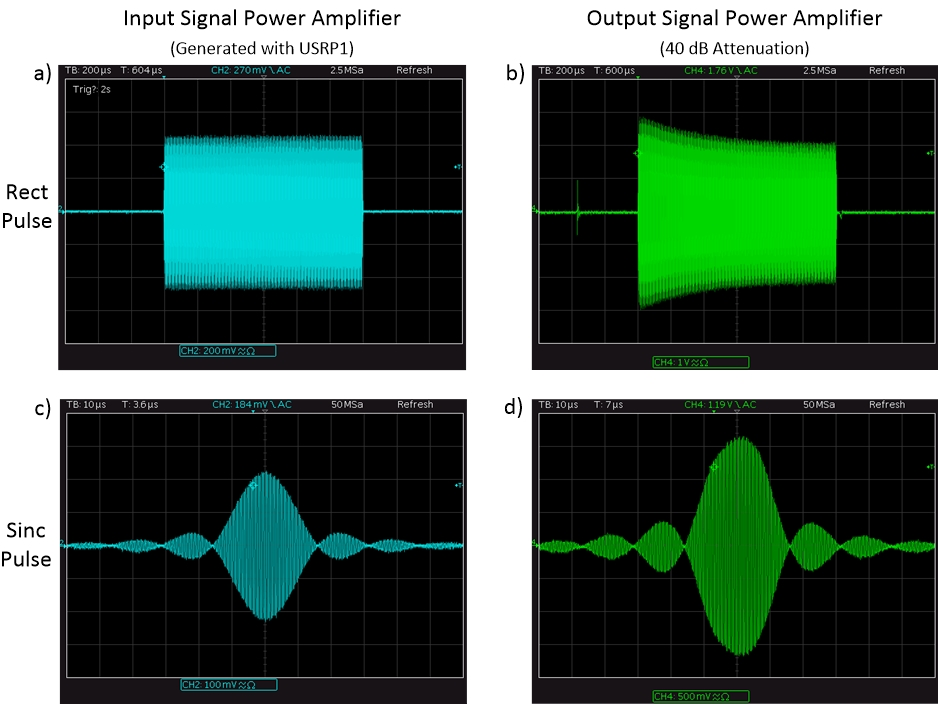 Input Signal Power Amplifier
(Generated with USRP1)
Output Signal Power Amplifier
(40 dB Attenuation)
a)
TB: 200µs T: 604µs CH2: 270mV AC 2.5MSa Refresh
Trig?: 2s
CH2: 200mV≂Ω
b)
TB: 200µs T: 600µs CH4: 1.76V AC 2.5MSa Refresh
CH4: 1V≂Ω
Rect
Pulse
c)
TB: 10µs T: 3.6µs CH2: 184mV AC 50MSa Refresh
CH2: 100mV≂Ω
d)
TB: 10µs T: 7µs CH4: 1.19V AC 50MSa Refresh
CH4: 500mV≂Ω
Sinc
Pulse